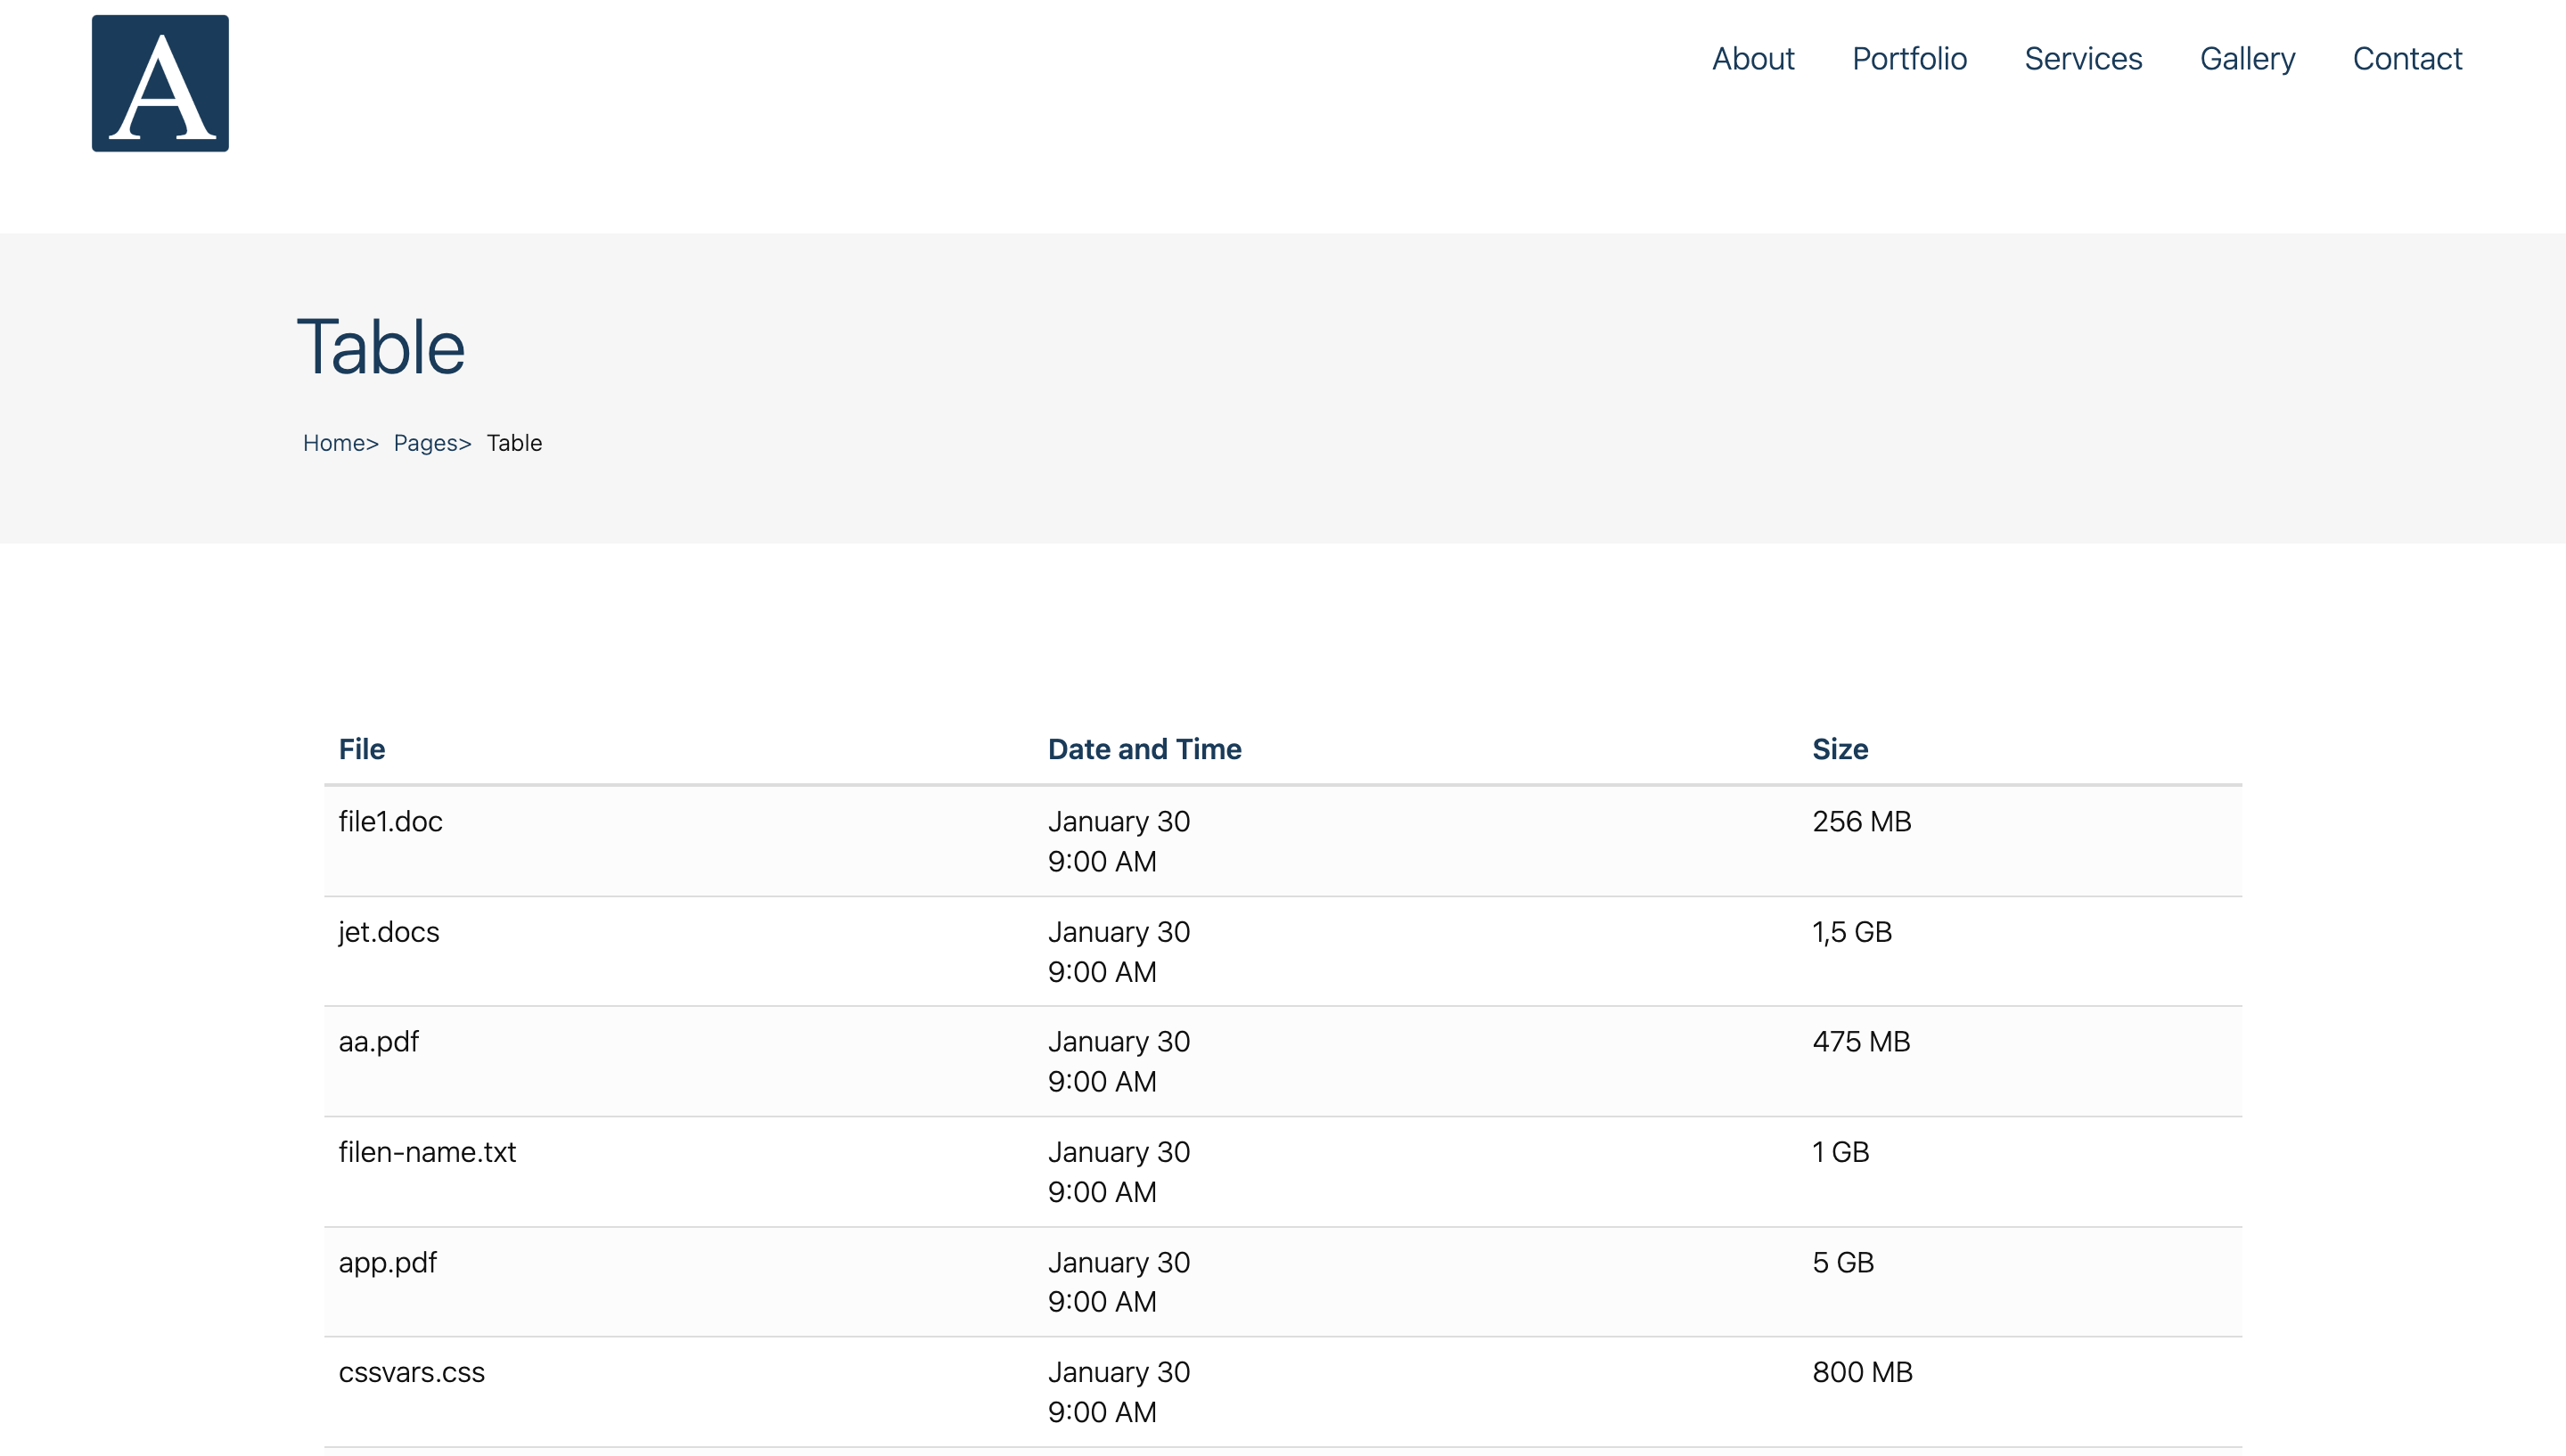 A
About Portfolio Services Gallery Contact
Table
Home> Pages> Table
File Date and Time Size
file1.doc January 30 256 MB
9:00 AM
jet.docs January 30 1,5 GB
9:00 AM
aa.pdf January 30 475 MB
9:00 AM
filen-name.txt January 30 1 GB
9:00 AM
app.pdf January 30 5 GB
9:00 AM
cssvars.css January 30 800 MB
9:00 AM